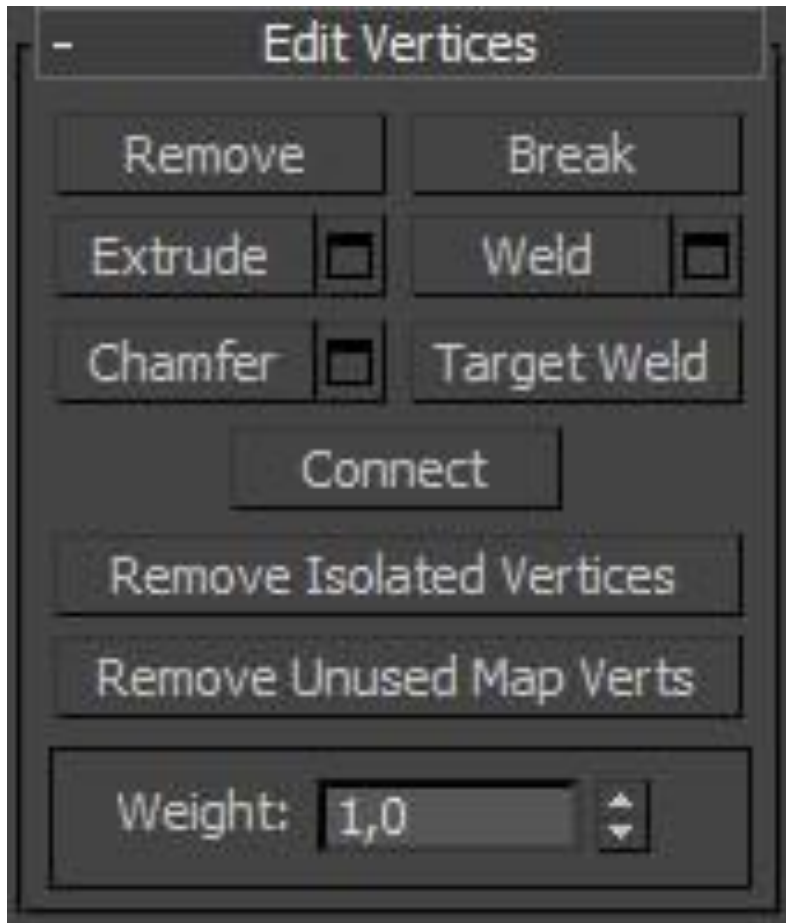 - Edit Vertices
Remove Break
Extrude Weld
Chamfer Target Weld
Connect
Remove Isolated Vertices
Remove Unused Map Verts
Weight: 1,0